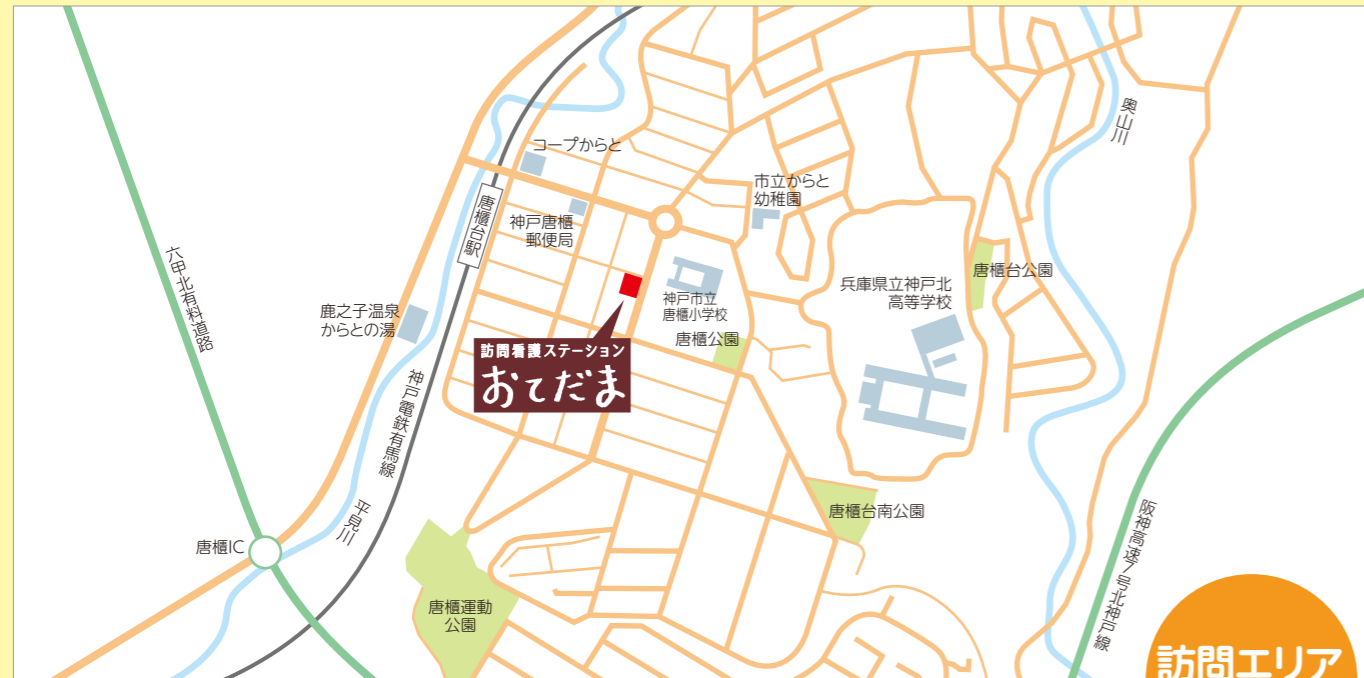 コープからと
奥山川
市立からと
幼稚園
唐櫃台駅
神戸唐櫃
郵便局
六甲北有料道路
唐櫃台公園
兵庫県立神戸北
高等学校
神戸市立
唐櫃小学校
鹿之子温泉
からとの湯
唐櫃公園
訪問看護ステーション
おてだま
神戸電鉄有馬線
平見川
唐櫃台南公園
阪神高速7号北神戸線
唐櫃IC
唐櫃運動
公園
訪問エリア